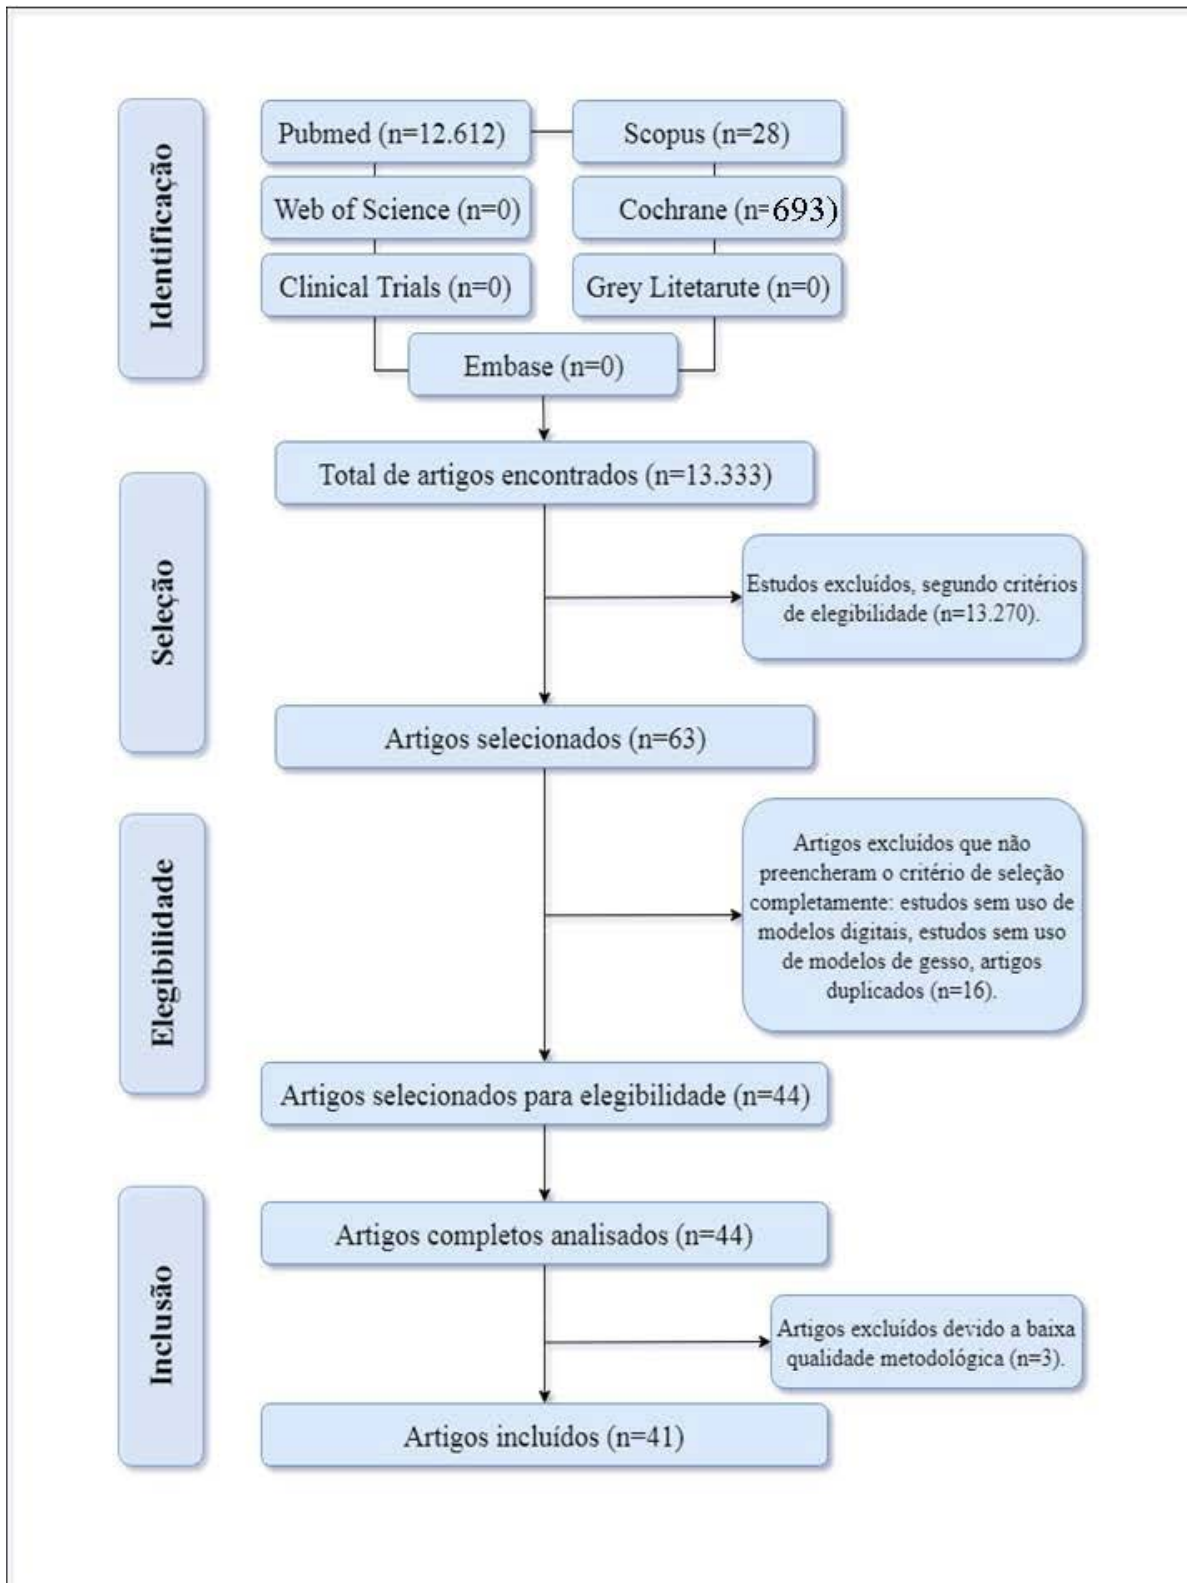 Identificação
Pubmed (n=12.612)
Scopus (n=28)
Web of Science (n=0)
Cochrane (n=693)
Clinical Trials (n=0)
Grey Litetarute (n=0)
Embase (n=0)
Seleção
Total de artigos encontrados (n=13.333)
Estudos excluídos, segundo critérios
de elegibilidade (n=13.270).
Artigos selecionados (n=63)
Elegibilidade
Artigos excluídos que não
preencheram o critério de seleção
completamente: estudos sem uso de
modelos digitais, estudos sem uso
de modelos de gesso, artigos
duplicados (n=16).
Artigos selecionados para elegibilidade (n=44)
Inclusão
Artigos completos analisados (n=44)
Artigos excluídos devido a baixa
qualidade metodológica (n=3).
Artigos incluídos (n=41)